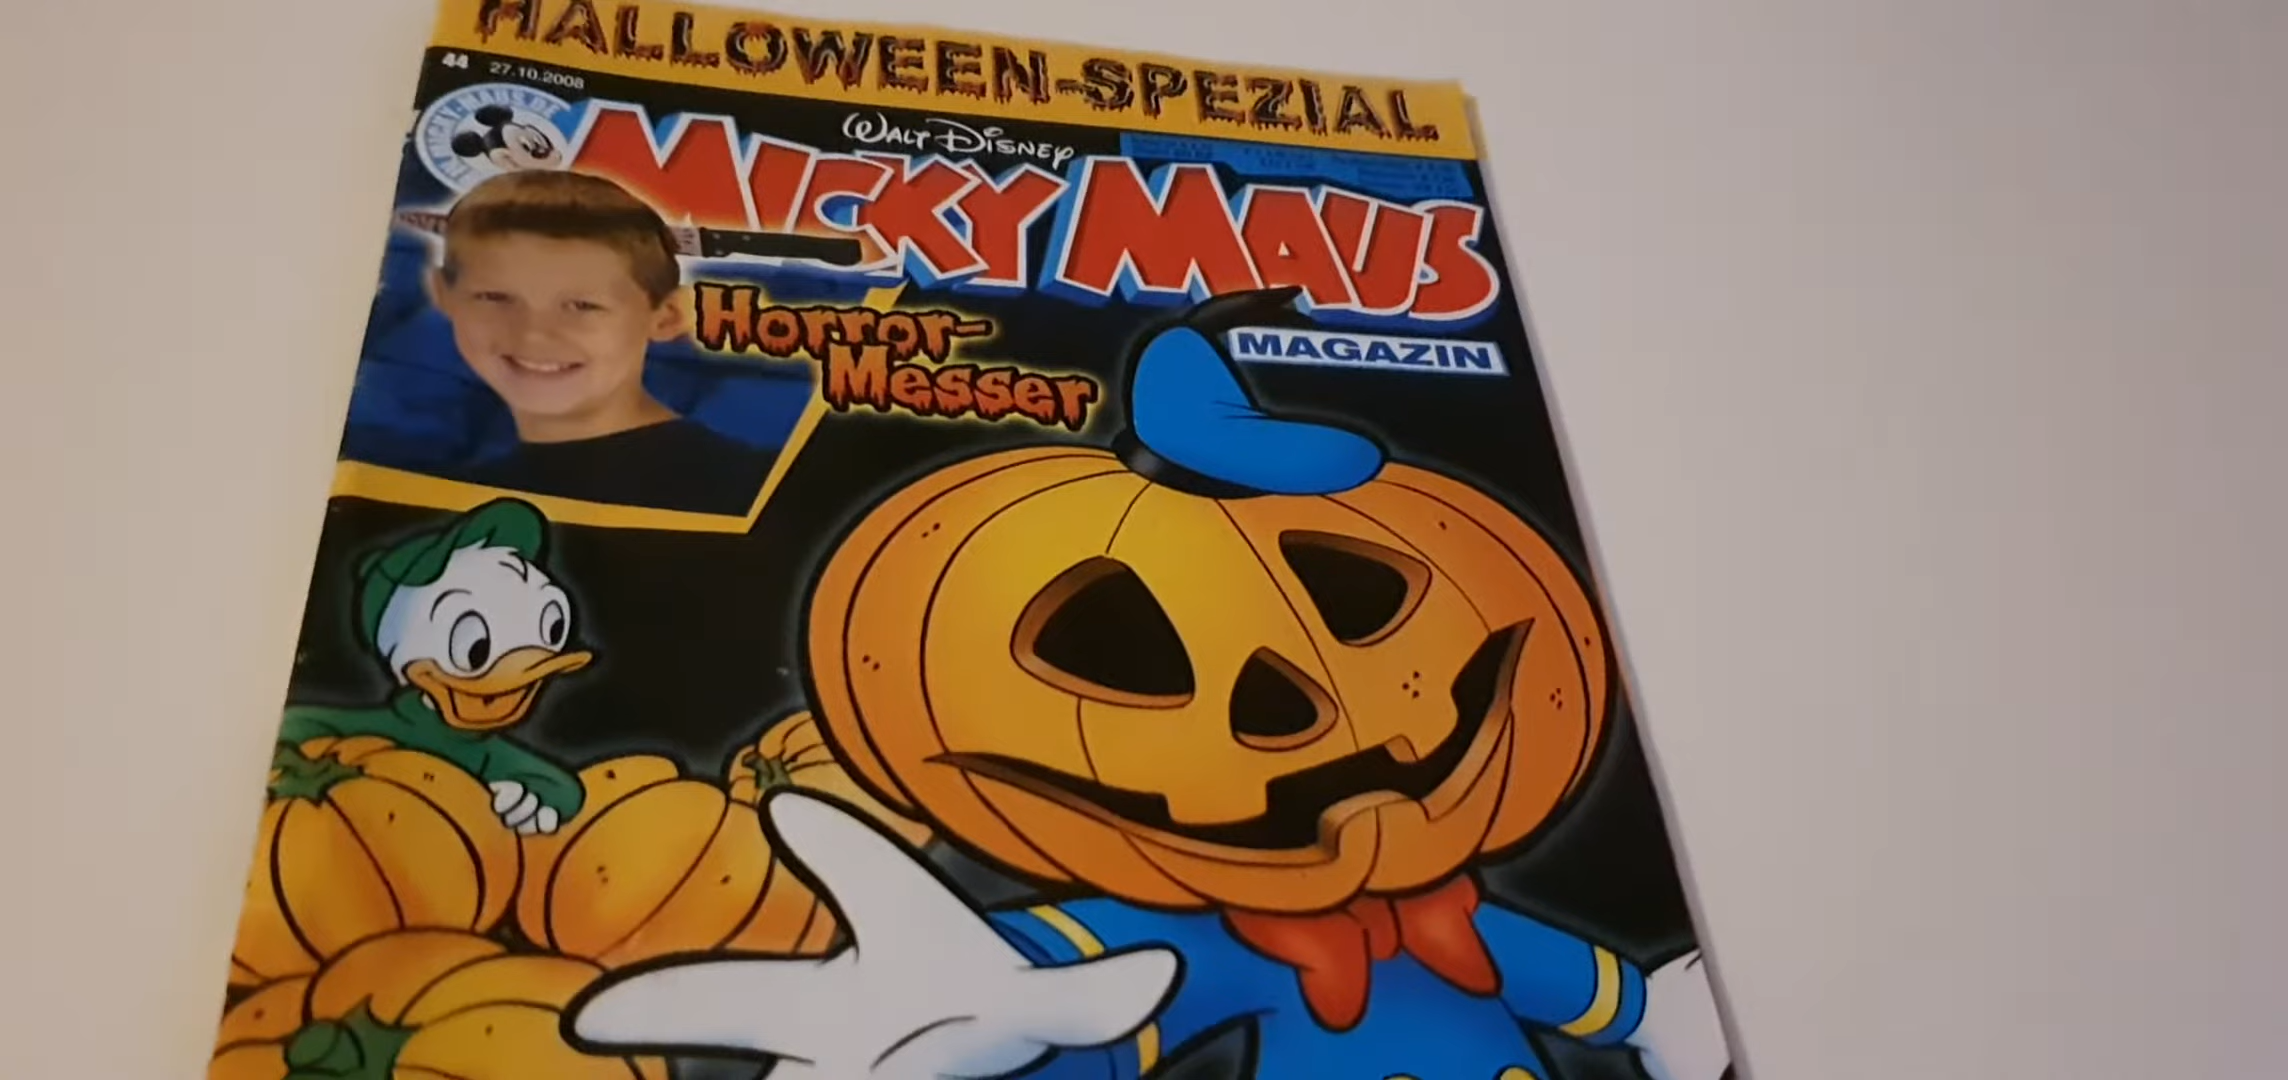 HALLOWEEN-SPEZIAL
44 27.10.2008
WALT DISNEY
MICKY MAUS
MAGAZIN
Horror-
Messer